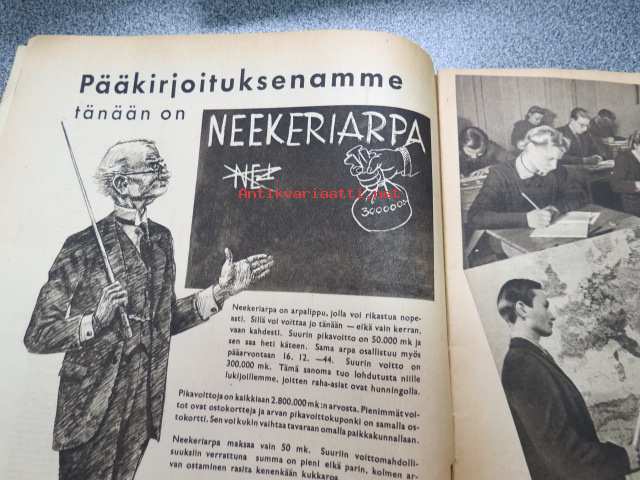 Pääkirjoituksenamme
tänään on
NEEKERIARPA
NE
300000:
Antikvariaatti.net
Neekeriarpa on arpalippu, jolla voi rikastua nope-
asti. Sillä voi voittaa jo tänään — eikä vain kerran,
vaan kahdesti. Suurin pikavoitto on 50.000 mk ja
sen saa heti käteen. Sama arpa osallistuu myös
pääarvontaan 16. 12. —44. Suurin voitto on
300.000 mk. Tämä sanoma tuo lohdutusta niille
lukijoillemme, joitten raha-asiat ovat hunningolla.
Pikavoittoja on kaikkiaan 2.800.000 mk:n arvosta. Pienimmät voi-
tot ovat ostokortteja ja arvan pikavoittokuponki on samalla os-
tokortti. Sen voi kukin vaihtaa tavaraan omalla paikkakunnallaan.
Neekeriarpa maksaa vain 50 mk. Suuriin voittomahdolli-
suuksiin verrattuna summa on pieni eikä parin, kolmen ar-
van ostaminen rasita kenenkään kukkaroa.